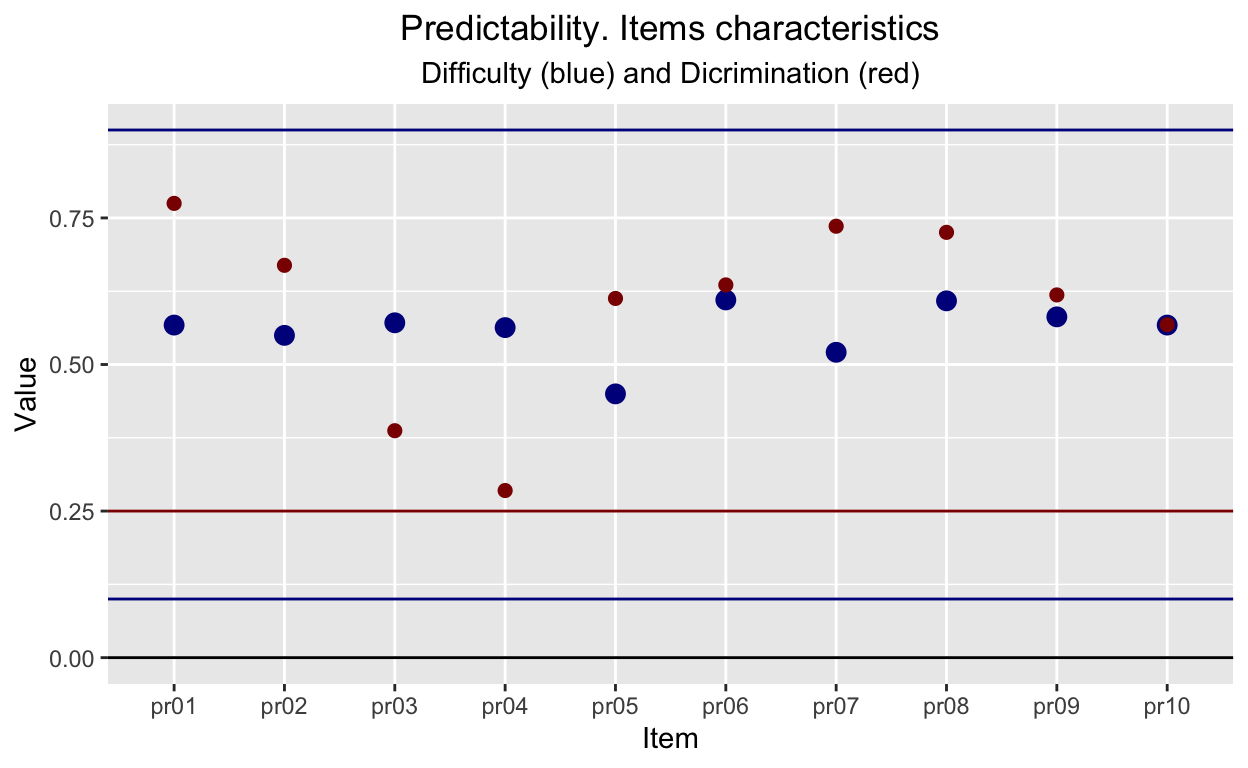 Predictability. Items characteristics
Difficulty (blue) and Dicrimination (red)
Value
0.75
0.50
0.25
0.00
pr01 pr02 pr03 pr04 pr05 pr06 pr07 pr08 pr09 pr10
Item